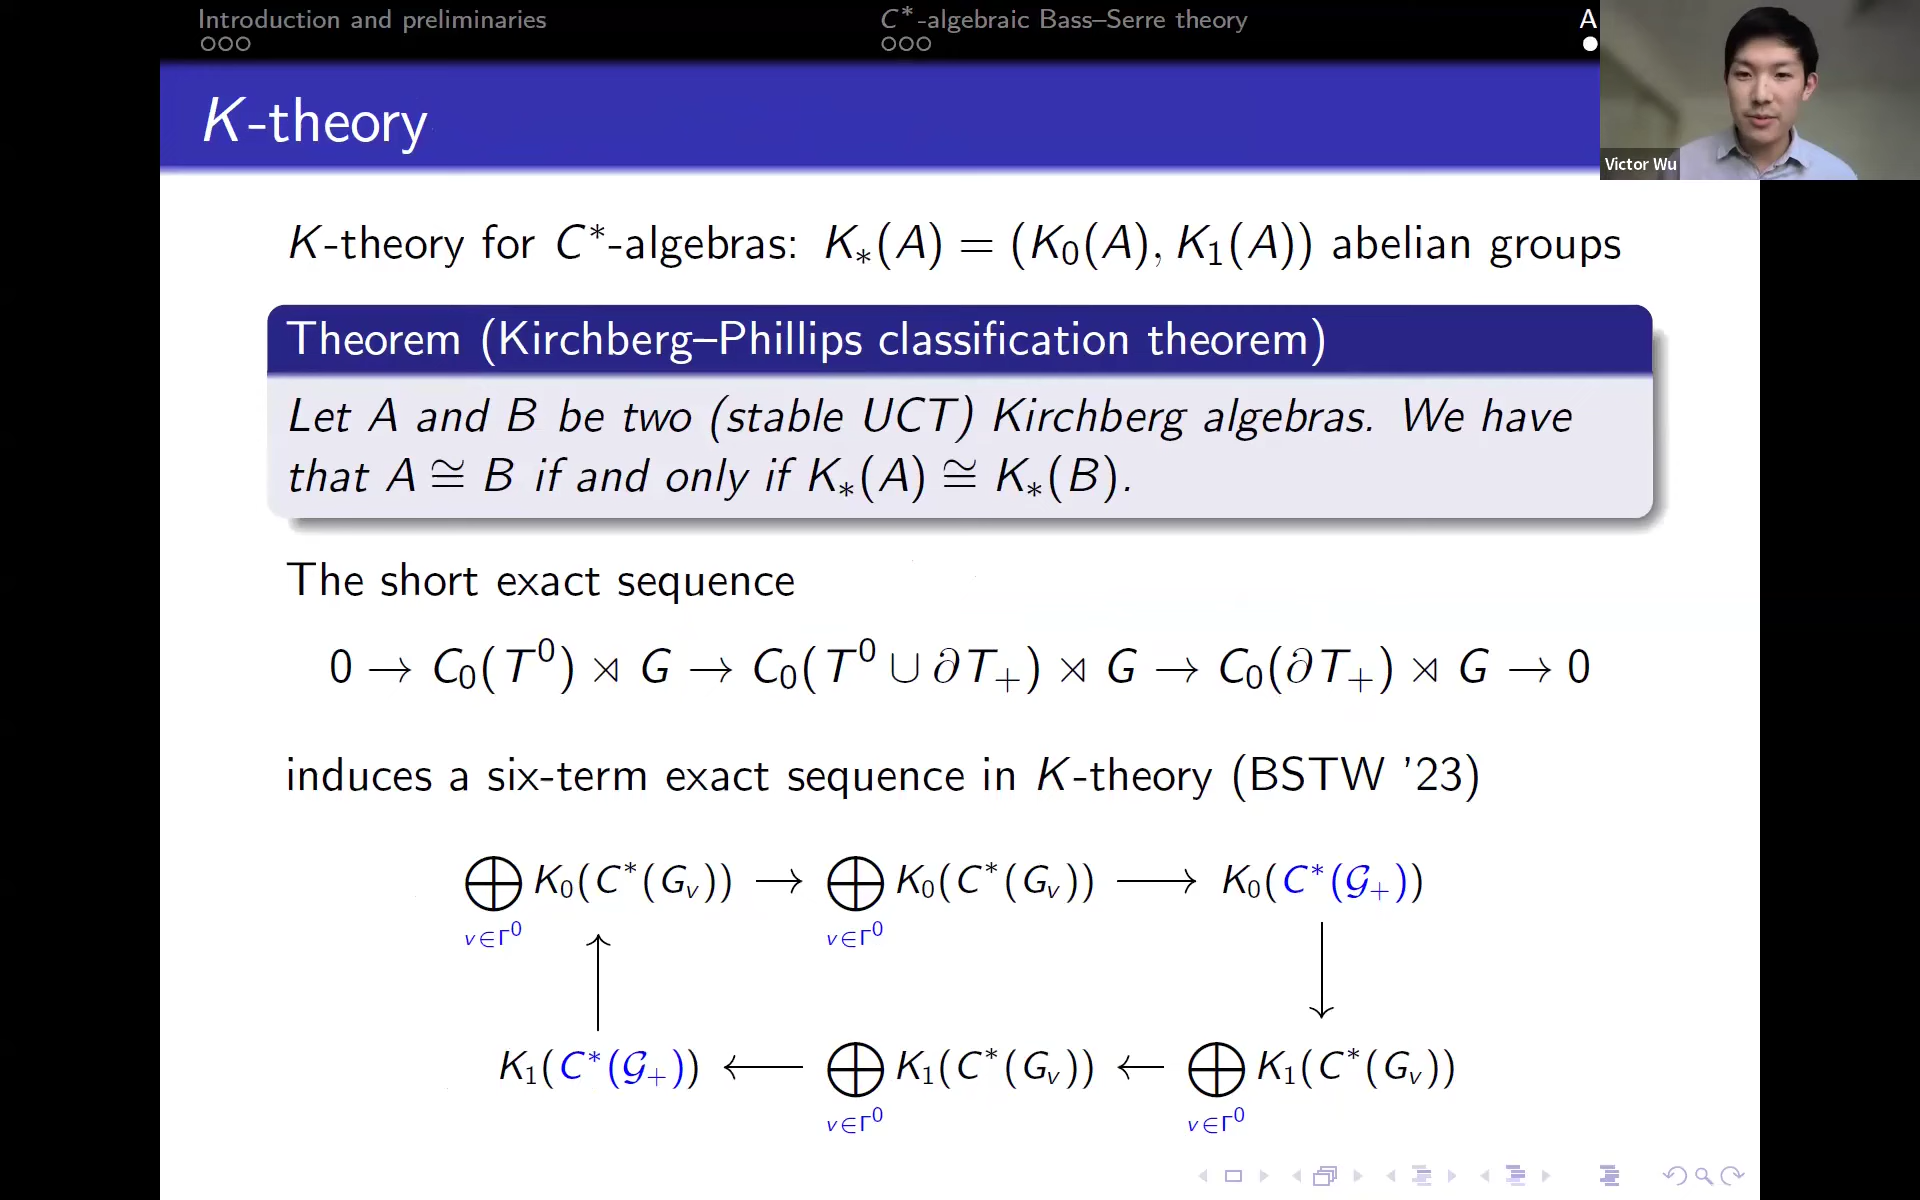 Introduction and preliminaries
C*-algebraic Bass–Serre theory
A
K-theory
Victor Wu
K-theory for C*-algebras: K∗(A) = (K₀(A), K₁(A)) abelian groups
Theorem (Kirchberg–Phillips classification theorem)
Let A and B be two (stable UCT) Kirchberg algebras. We have
that A ≅ B if and only if K∗(A) ≅ K∗(B).
The short exact sequence
0 → C₀(T⁰) ⋊ G → C₀(T⁰ ∪ ∂T₊) ⋊ G → C₀(∂T₊) ⋊ G → 0
induces a six-term exact sequence in K-theory (BSTW ’23)
⨁ K₀(C*(Gᵥ)) → ⨁ K₀(C*(Gᵥ)) ⟶ K₀(C*(𝒢₊))
v∈Γ⁰ v∈Γ⁰
K₁(C*(𝒢₊)) ⟵ ⨁ K₁(C*(Gᵥ)) ← ⨁ K₁(C*(Gᵥ))
v∈Γ⁰ v∈Γ⁰